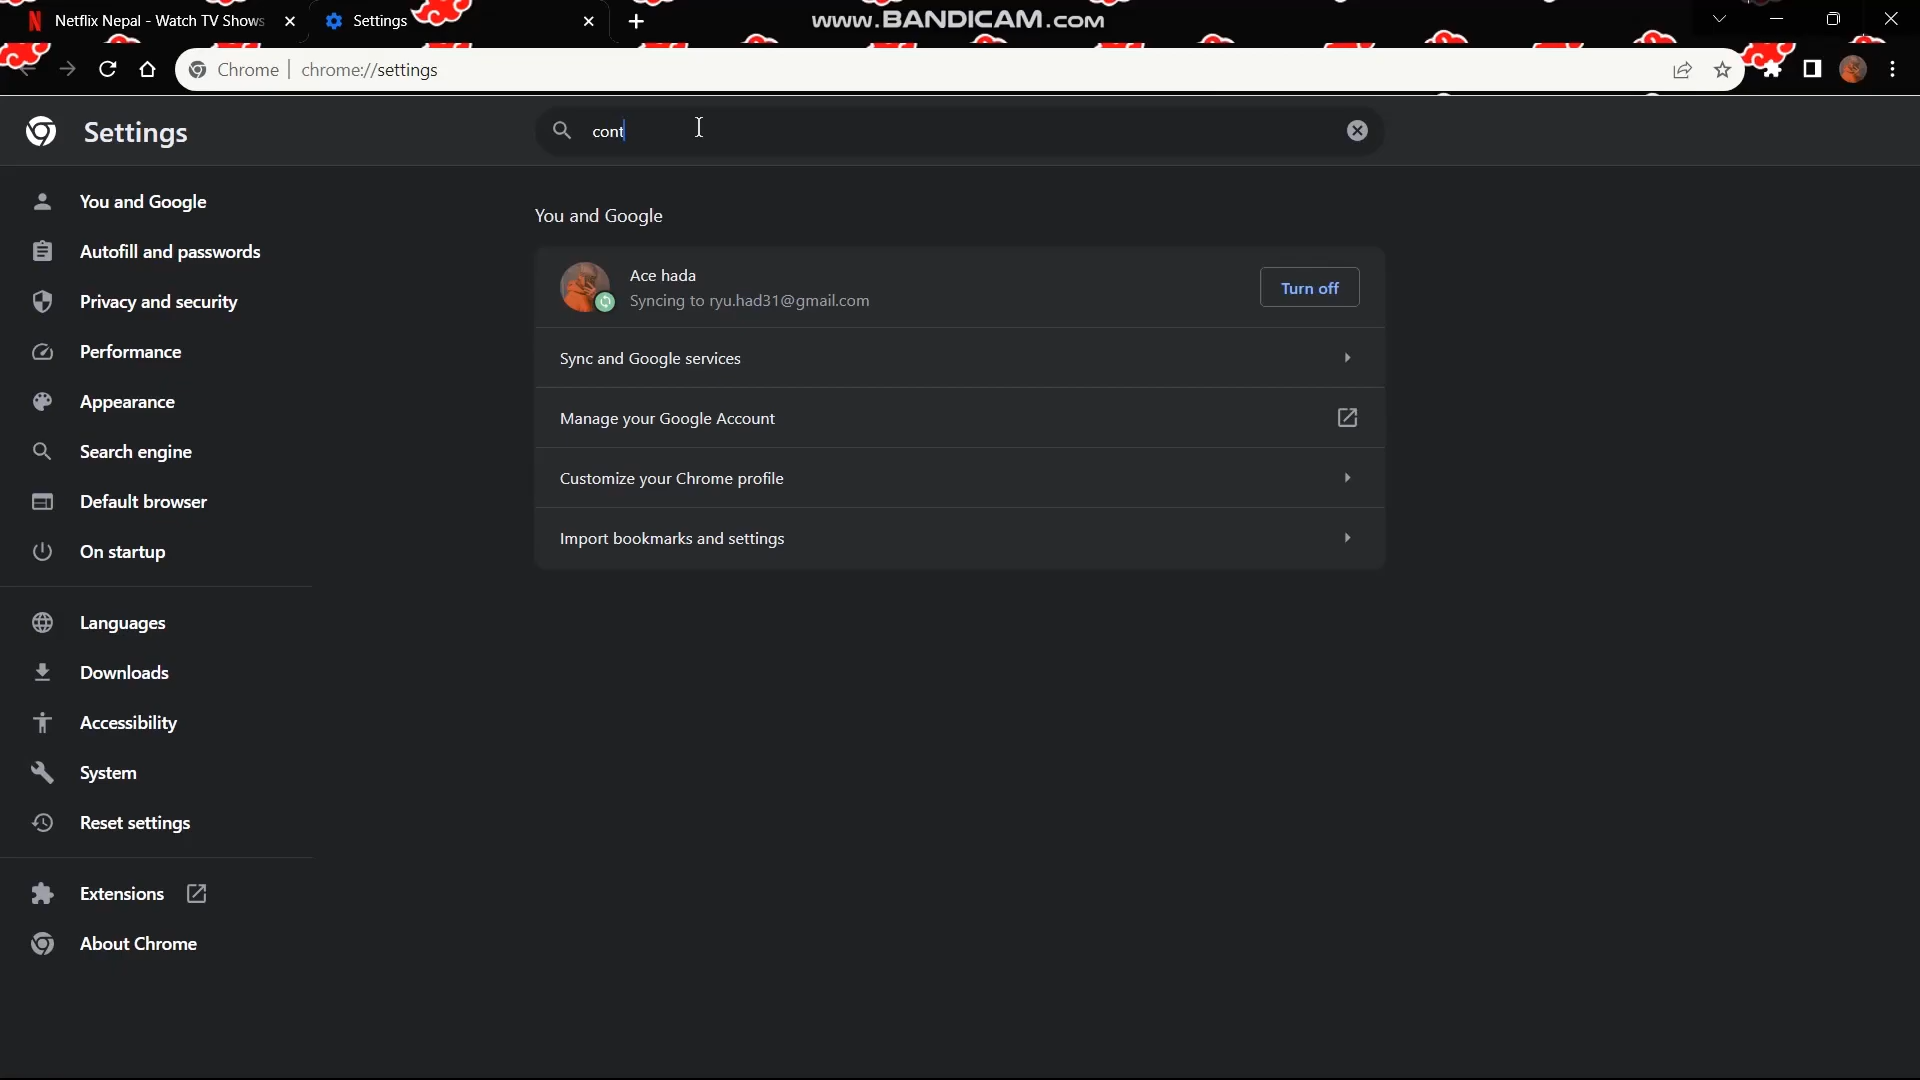 Netflix Nepal - Watch TV Shows
Settings
www.BANDICAM.com
Chrome
chrome://settings
Settings
cont
You and Google
Autofill and passwords
Privacy and security
Performance
Appearance
Search engine
Default browser
On startup
Languages
Downloads
Accessibility
System
Reset settings
Extensions
About Chrome
You and Google
Ace hada
Syncing to ryu.had31@gmail.com
Turn off
Sync and Google services
Manage your Google Account
Customize your Chrome profile
Import bookmarks and settings